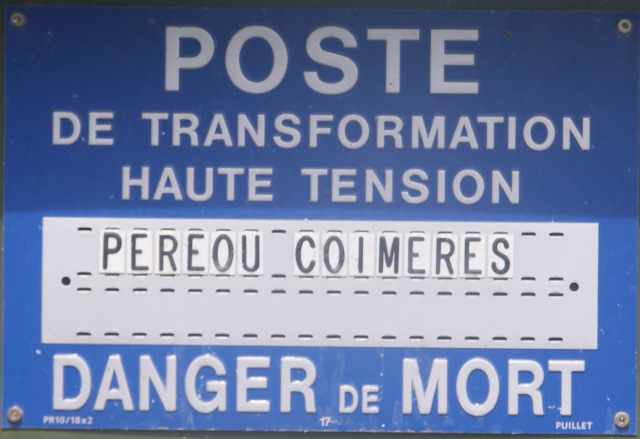 POSTE
DE TRANSFORMATION
HAUTE TENSION
PEREOU COIMERES
DANGER DE MORT
PR10/18x2 17 PUILLET